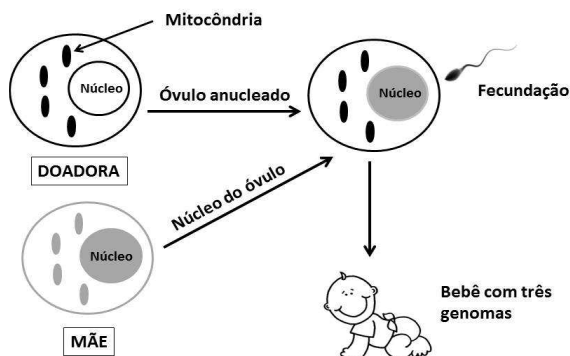 Mitocôndria
Núcleo
Óvulo anucleado
Núcleo
Fecundação
DOADORA
Núcleo do óvulo
Núcleo
MÃE
Bebê com três
genomas